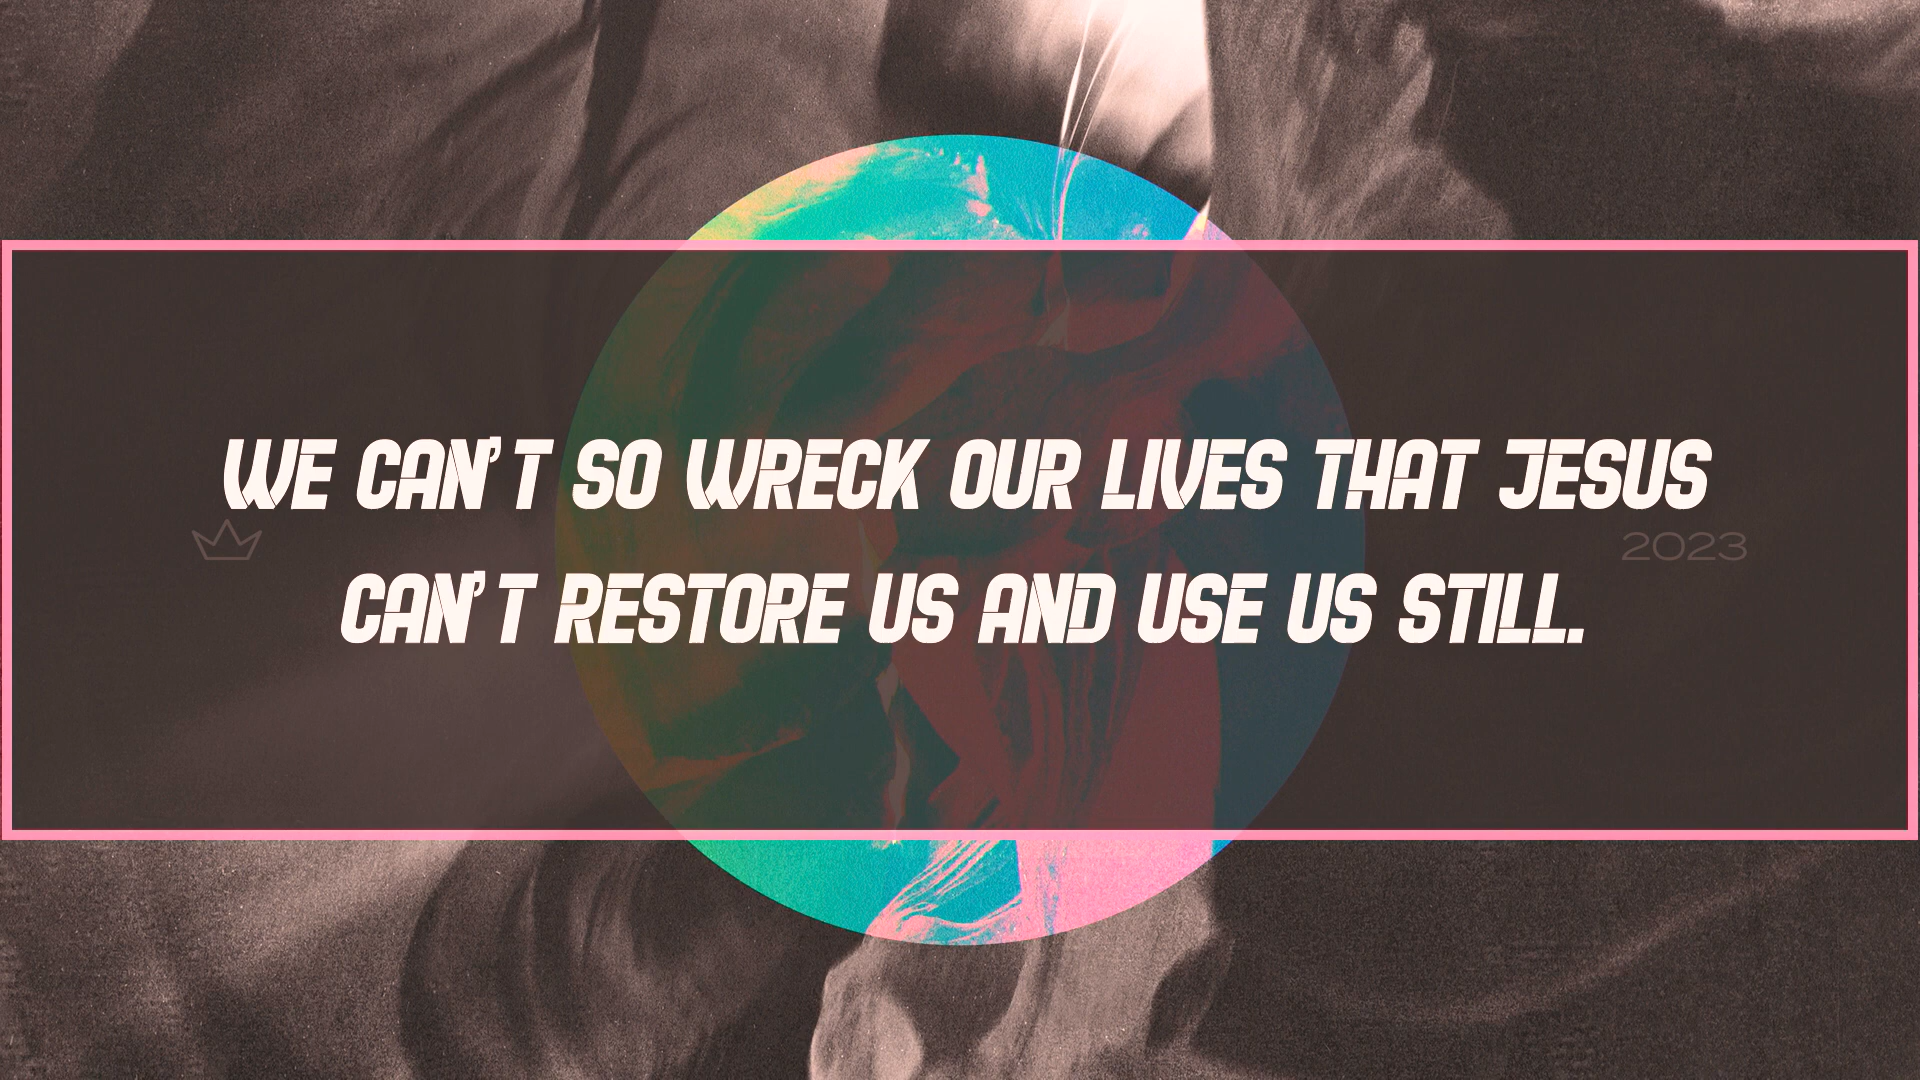 WE CAN'T SO WRECK OUR LIVES THAT JESUS
CAN'T RESTORE US AND USE US STILL.
2023